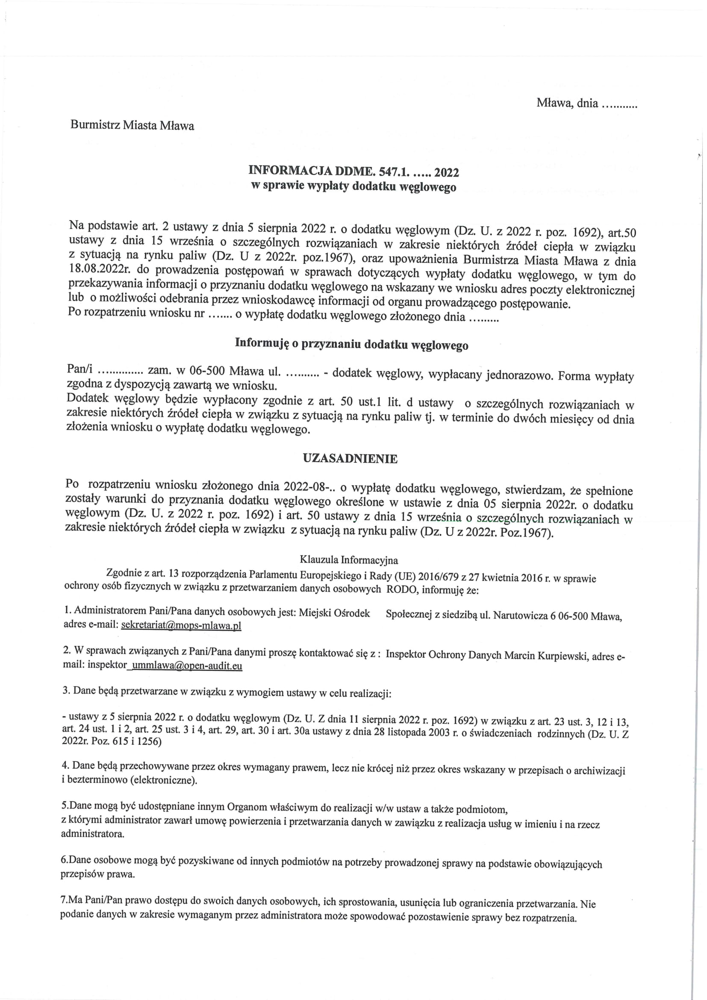 Mława, dnia ...........
Burmistrz Miasta Mława
INFORMACJA DDME. 547.1. ..... 2022
w sprawie wypłaty dodatku węglowego
Na podstawie art. 2 ustawy z dnia 5 sierpnia 2022 r. o dodatku węglowym (Dz. U. z 2022 r. poz. 1692), art.50
ustawy z dnia 15 września o szczególnych rozwiązaniach w zakresie niektórych źródeł ciepła w związku
z sytuacją na rynku paliw (Dz. U z 2022r. poz.1967), oraz upoważnienia Burmistrza Miasta Mława z dnia
18.08.2022r. do prowadzenia postępowań w sprawach dotyczących wypłaty dodatku węglowego, w tym do
przekazywania informacji o przyznaniu dodatku węglowego na wskazany we wniosku adres poczty elektronicznej
lub o możliwości odebrania przez wnioskodawcę informacji od organu prowadzącego postępowanie.
Po rozpatrzeniu wniosku nr ....... o wypłatę dodatku węglowego złożonego dnia .........
Informuję o przyznaniu dodatku węglowego
Pan/i .............. zam. w 06-500 Mława ul. .......... - dodatek węglowy, wypłacany jednorazowo. Forma wypłaty
zgodna z dyspozycją zawartą we wniosku.
Dodatek węglowy będzie wypłacony zgodnie z art. 50 ust.1 lit. d ustawy o szczególnych rozwiązaniach w
zakresie niektórych źródeł ciepła w związku z sytuacją na rynku paliw tj. w terminie do dwóch miesięcy od dnia
złożenia wniosku o wypłatę dodatku węglowego.
UZASADNIENIE
Po rozpatrzeniu wniosku złożonego dnia 2022-08-.. o wypłatę dodatku węglowego, stwierdzam, że spełnione
zostały warunki do przyznania dodatku węglowego określone w ustawie z dnia 05 sierpnia 2022r. o dodatku
węglowym (Dz. U. z 2022 r. poz. 1692) i art. 50 ustawy z dnia 15 września o szczególnych rozwiązaniach w
zakresie niektórych źródeł ciepła w związku z sytuacją na rynku paliw (Dz. U z 2022r. Poz.1967).
Klauzula Informacyjna
Zgodnie z art. 13 rozporządzenia Parlamentu Europejskiego i Rady (UE) 2016/679 z 27 kwietnia 2016 r. w sprawie
ochrony osób fizycznych w związku z przetwarzaniem danych osobowych RODO, informuję że:
1. Administratorem Pani/Pana danych osobowych jest: Miejski Ośrodek Społecznej z siedzibą ul. Narutowicza 6 06-500 Mława,
adres e-mail: sekretariat@mops-mlawa.pl
2. W sprawach związanych z Pani/Pana danymi proszę kontaktować się z : Inspektor Ochrony Danych Marcin Kurpiewski, adres e-
mail: inspektor_ummlawa@open-audit.eu
3. Dane będą przetwarzane w związku z wymogiem ustawy w celu realizacji:
- ustawy z 5 sierpnia 2022 r. o dodatku węglowym (Dz. U. Z dnia 11 sierpnia 2022 r. poz. 1692) w związku z art. 23 ust. 3, 12 i 13,
art. 24 ust. 1 i 2, art. 25 ust. 3 i 4, art. 29, art. 30 i art. 30a ustawy z dnia 28 listopada 2003 r. o świadczeniach rodzinnych (Dz. U. Z
2022r. Poz. 615 i 1256)
4. Dane będą przechowywane przez okres wymagany prawem, lecz nie krócej niż przez okres wskazany w przepisach o archiwizacji
i bezterminowo (elektroniczne).
5.Dane mogą być udostępniane innym Organom właściwym do realizacji w/w ustaw a także podmiotom,
z którymi administrator zawarł umowę powierzenia i przetwarzania danych w zawiązku z realizacja usług w imieniu i na rzecz
administratora.
6.Dane osobowe mogą być pozyskiwane od innych podmiotów na potrzeby prowadzonej sprawy na podstawie obowiązujących
przepisów prawa.
7.Ma Pani/Pan prawo dostępu do swoich danych osobowych, ich sprostowania, usunięcia lub ograniczenia przetwarzania. Nie
podanie danych w zakresie wymaganym przez administratora może spowodować pozostawienie sprawy bez rozpatrzenia.